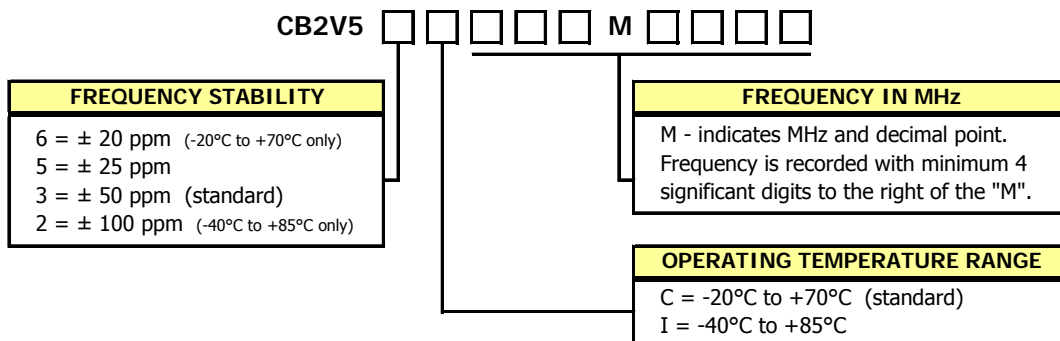 CB2V5 M
FREQUENCY STABILITY
6 = ± 20 ppm (-20°C to +70°C only)
5 = ± 25 ppm
3 = ± 50 ppm (standard)
2 = ± 100 ppm (-40°C to +85°C only)
FREQUENCY IN MHz
M - indicates MHz and decimal point.
Frequency is recorded with minimum 4
significant digits to the right of the "M".
OPERATING TEMPERATURE RANGE
C = -20°C to +70°C (standard)
I = -40°C to +85°C